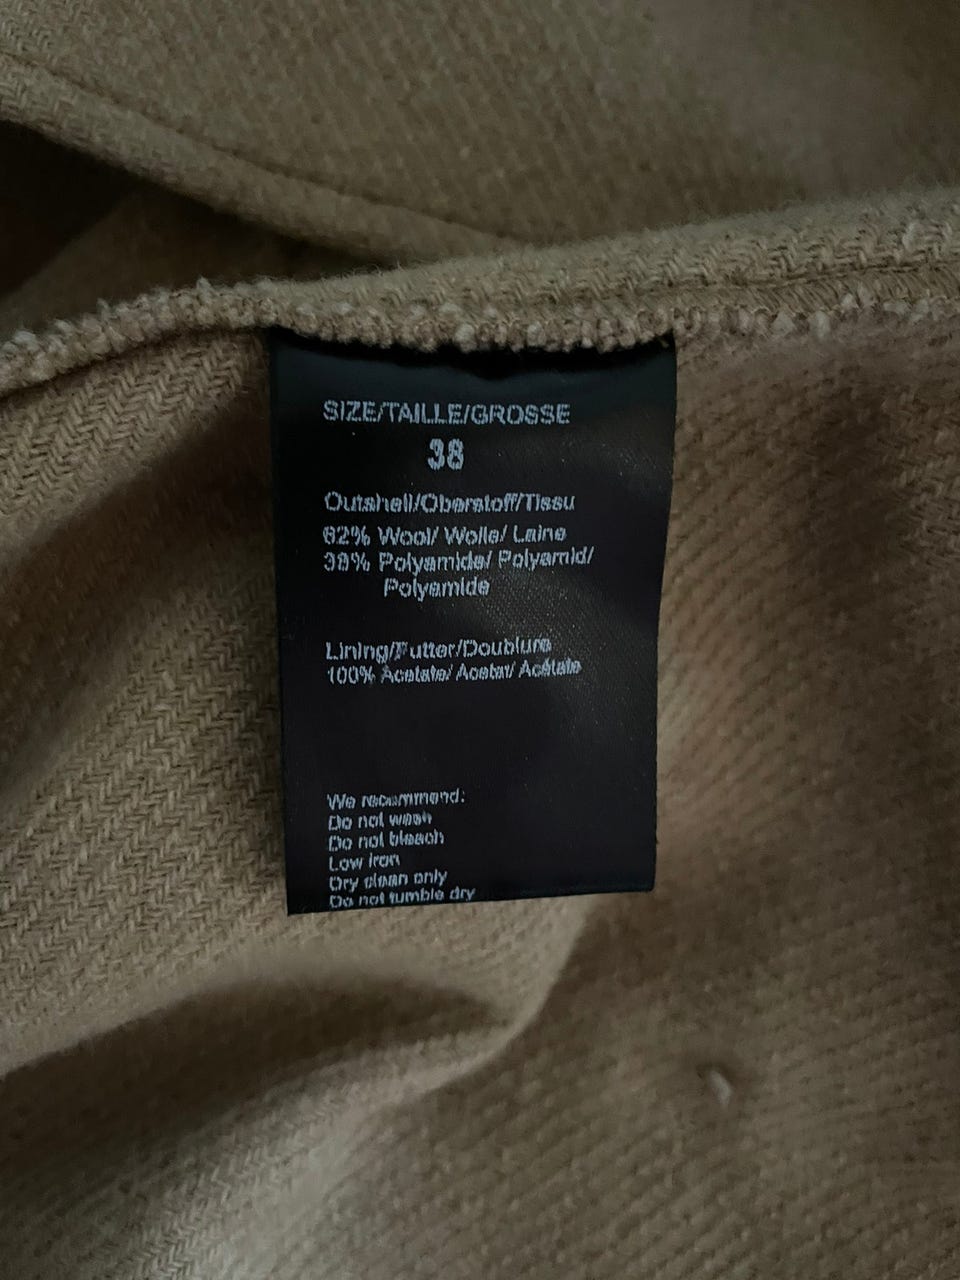 SIZE/TAILLE/GROSSE
38
Outshell/Oberstoff/Tissu
62% Wool/ Wolle/ Laine
38% Polyamide/ Polyamid/
Polyamide
Lining/Futter/Doublure
100% Acetate/ Acetat/ Acétate
We recommend:
Do not wash
Do not bleach
Low iron
Dry clean only
Do not tumble dry